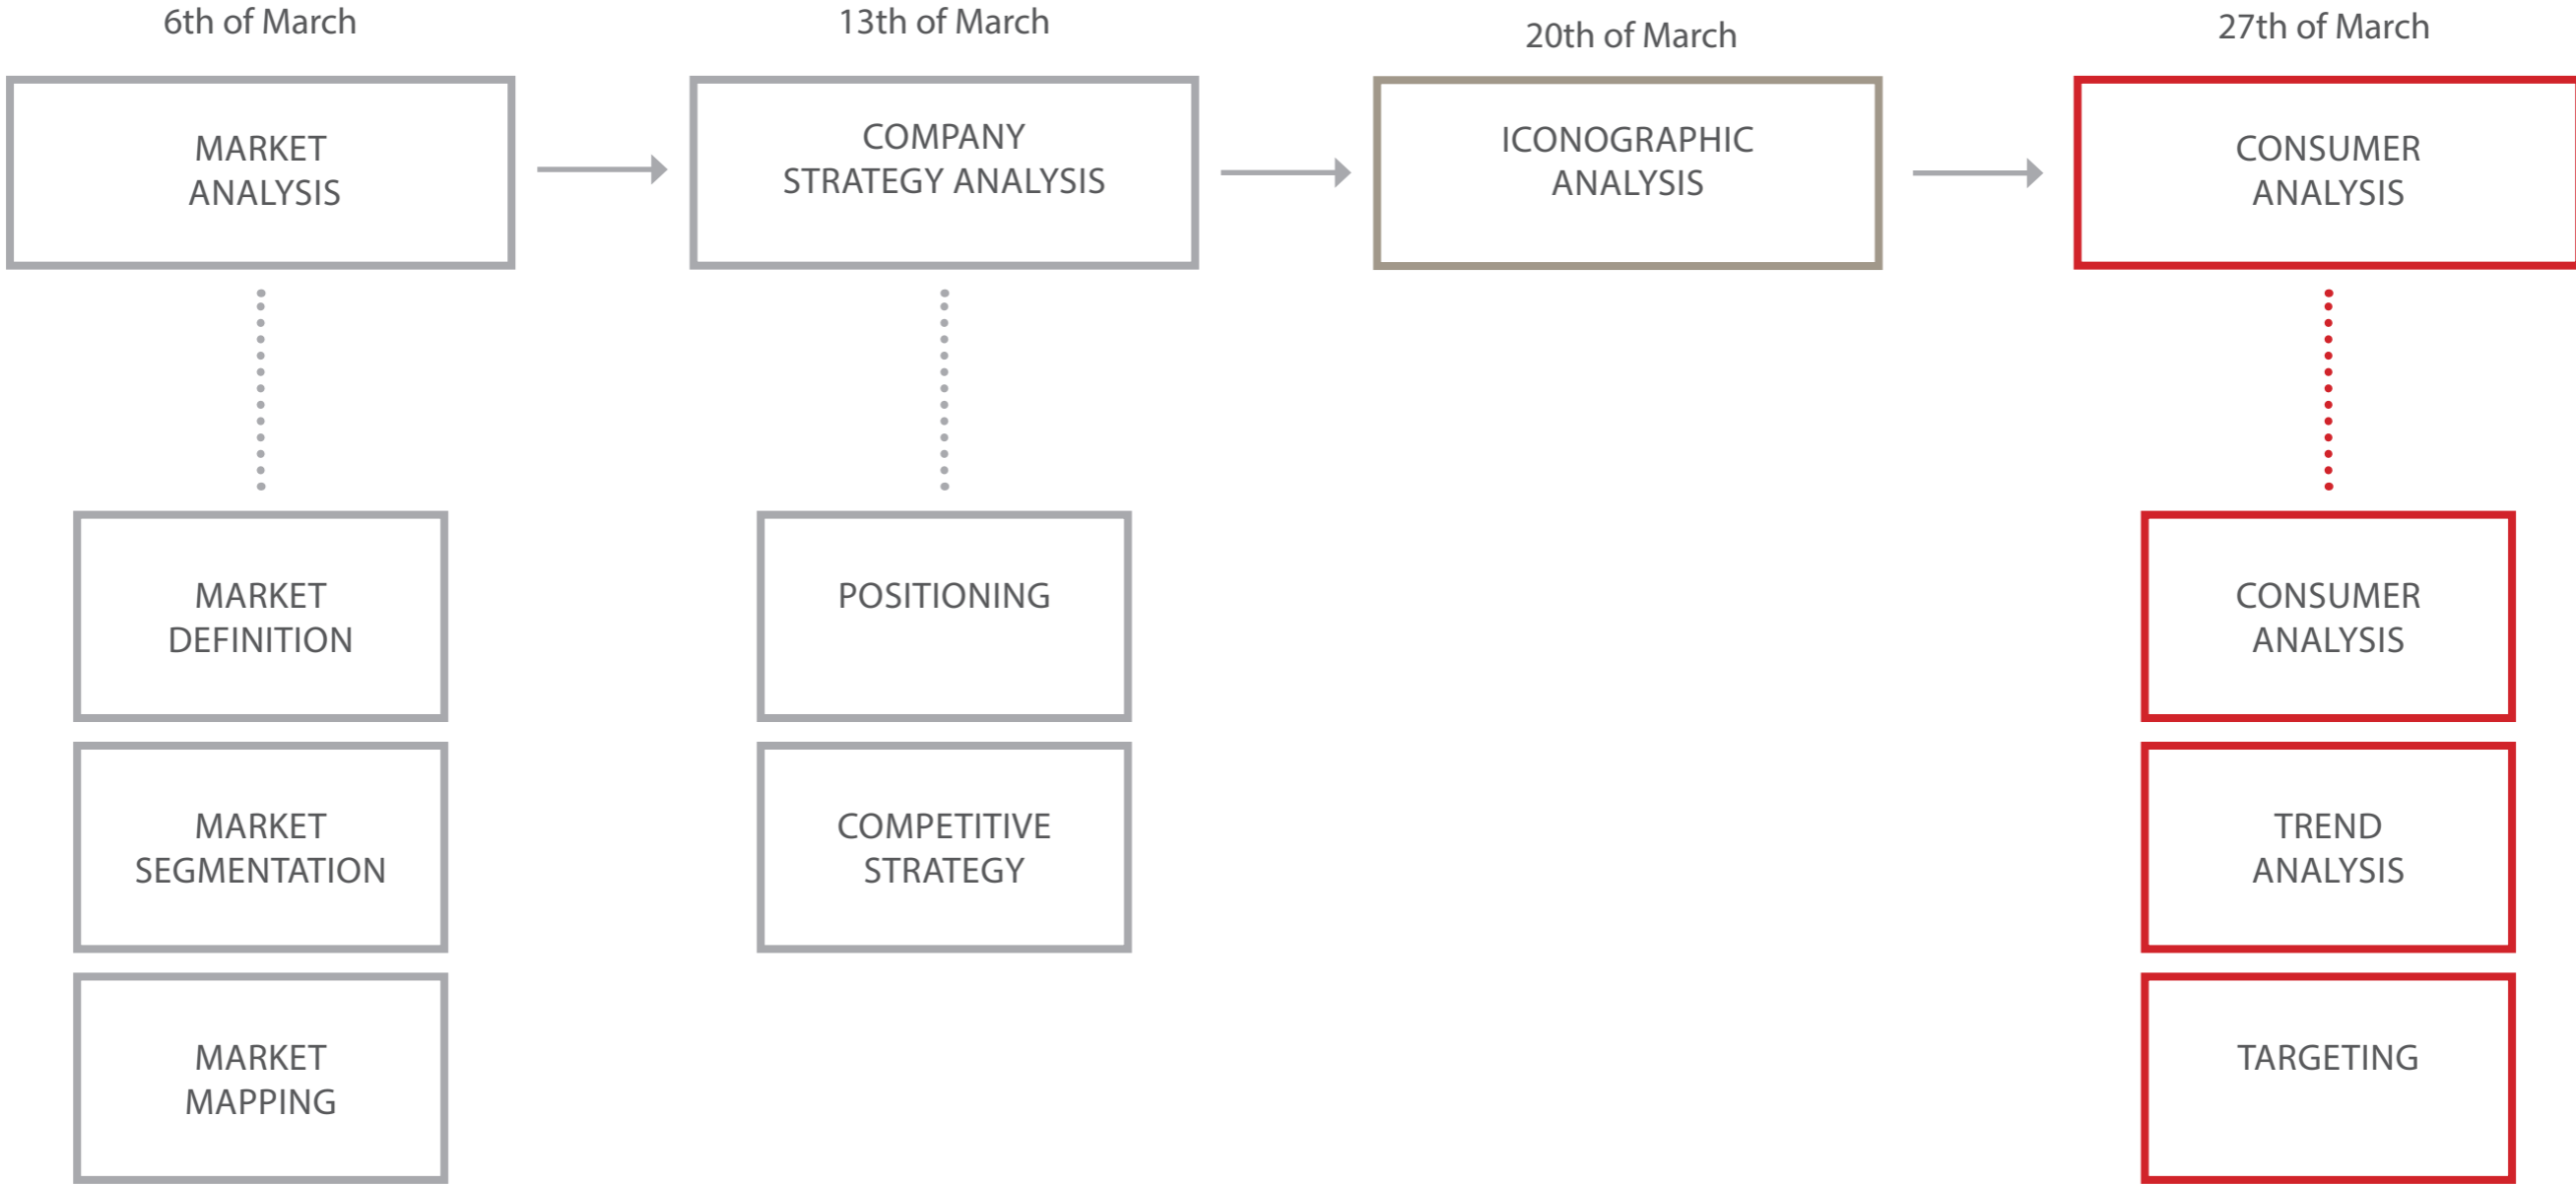 6th of March
13th of March
20th of March
27th of March
MARKET
ANALYSIS
COMPANY
STRATEGY ANALYSIS
ICONOGRAPHIC
ANALYSIS
CONSUMER
ANALYSIS
MARKET
DEFINITION
POSITIONING
CONSUMER
ANALYSIS
MARKET
SEGMENTATION
COMPETITIVE
STRATEGY
TREND
ANALYSIS
MARKET
MAPPING
TARGETING